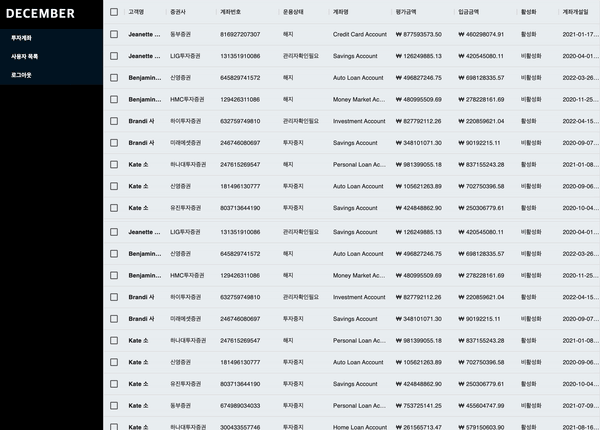 DECEMBER
투자계좌
사용자 목록
로그아웃
고객명 증권사 계좌번호 운용상태 계좌명 평가금액 입금금액 활성화 계좌개설일
Jeanette ... 동부증권 816927207307 해지 Credit Card Account ₩ 877593573.50 ₩ 460298074.91 활성화 2021-01-17...
Jeanette ... LIG투자증권 131351910086 관리자확인필요 Savings Account ₩ 126249885.13 ₩ 420545080.11 비활성화 2020-04-01...
Benjamin... 신영증권 645829741572 해지 Auto Loan Account ₩ 496827246.75 ₩ 698128335.57 비활성화 2022-03-26...
Benjamin... HMC투자증권 129426311086 해지 Money Market Ac... ₩ 480995509.69 ₩ 278228161.69 비활성화 2020-11-25...
Brandi 사 하이투자증권 632759749810 관리자확인필요 Investment Account ₩ 827792112.26 ₩ 220859621.04 활성화 2022-04-15...
Brandi 사 미래에셋증권 246746080697 투자중지 Savings Account ₩ 348101071.30 ₩ 90192215.11 비활성화 2020-09-07...
Kate 소 하나대투증권 247615269547 투자중지 Personal Loan Ac... ₩ 981399055.18 ₩ 837155243.28 활성화 2021-01-08...
Kate 소 신영증권 181496130777 투자중지 Auto Loan Account ₩ 105621263.89 ₩ 702750396.58 비활성화 2020-09-06...
Kate 소 유진투자증권 803713644190 투자중지 Savings Account ₩ 424848862.90 ₩ 250306779.61 활성화 2020-10-04...
Jeanette ... LIG투자증권 131351910086 관리자확인필요 Savings Account ₩ 126249885.13 ₩ 420545080.11 비활성화 2020-04-01...
Benjamin... 신영증권 645829741572 해지 Auto Loan Account ₩ 496827246.75 ₩ 698128335.57 비활성화 2022-03-26...
Benjamin... HMC투자증권 129426311086 해지 Money Market Ac... ₩ 480995509.69 ₩ 278228161.69 비활성화 2020-11-25...
Brandi 사 하이투자증권 632759749810 관리자확인필요 Investment Account ₩ 827792112.26 ₩ 220859621.04 활성화 2022-04-15...
Brandi 사 미래에셋증권 246746080697 투자중지 Savings Account ₩ 348101071.30 ₩ 90192215.11 비활성화 2020-09-07...
Kate 소 하나대투증권 247615269547 해지 Personal Loan Ac... ₩ 981399055.18 ₩ 837155243.28 활성화 2021-01-08...
Kate 소 신영증권 181496130777 투자중지 Auto Loan Account ₩ 105621263.89 ₩ 702750396.58 비활성화 2020-09-06...
Kate 소 유진투자증권 803713644190 투자중지 Savings Account ₩ 424848862.90 ₩ 250306779.61 활성화 2020-10-04...
Kate 소 동부증권 674989034033 투자중지 Personal Loan Ac... ₩ 753725141.25 ₩ 455604747.99 비활성화 2021-07-09...
Kate 소 하나대투증권 300433557746 투자중지 Home Loan Account ₩ 261565713.47 ₩ 579150603.90 활성화 2021-08-16...